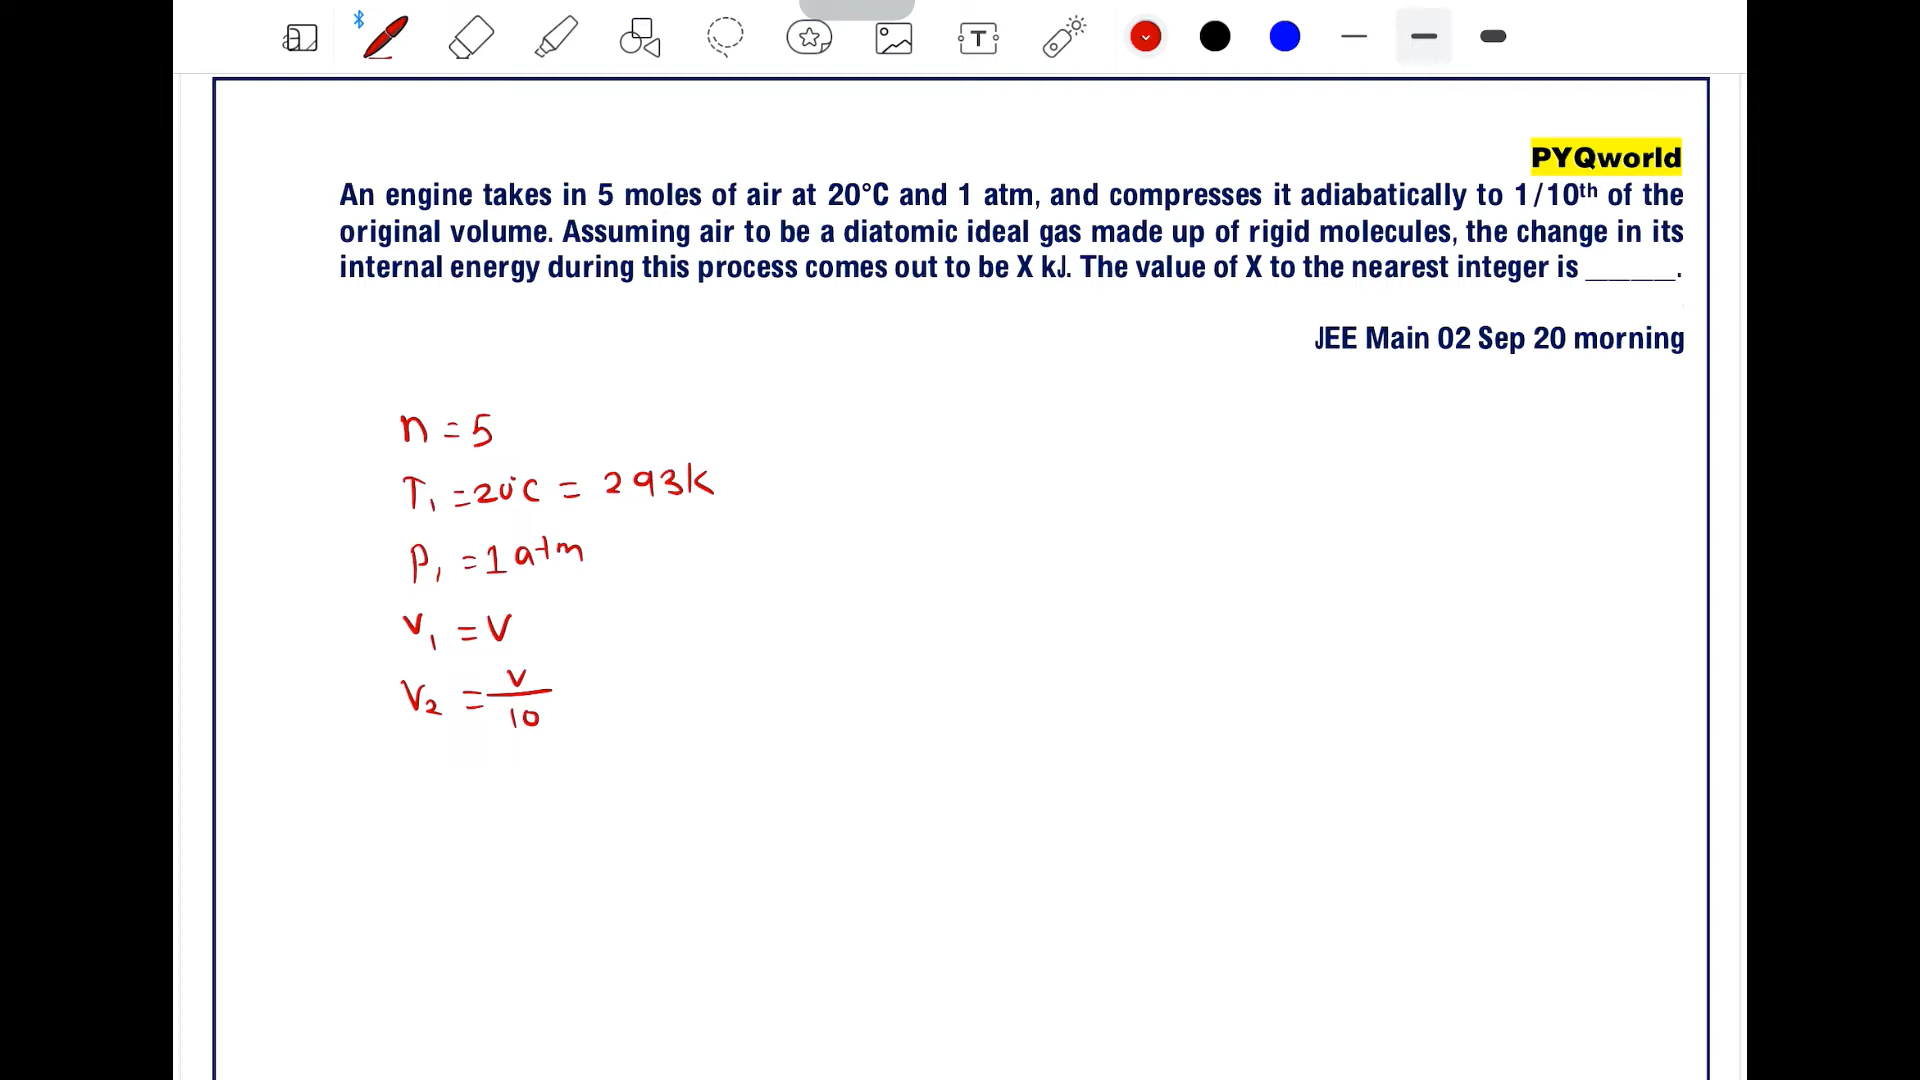 PYQworld
An engine takes in 5 moles of air at 20°C and 1 atm, and compresses it adiabatically to 1/10ᵗʰ of the
original volume. Assuming air to be a diatomic ideal gas made up of rigid molecules, the change in its
internal energy during this process comes out to be X kJ. The value of X to the nearest integer is _____.
JEE Main 02 Sep 20 morning
n = 5
T₁ = 20°C = 293k
P₁ = 1 atm
V₁ = V
V₂ = V/10